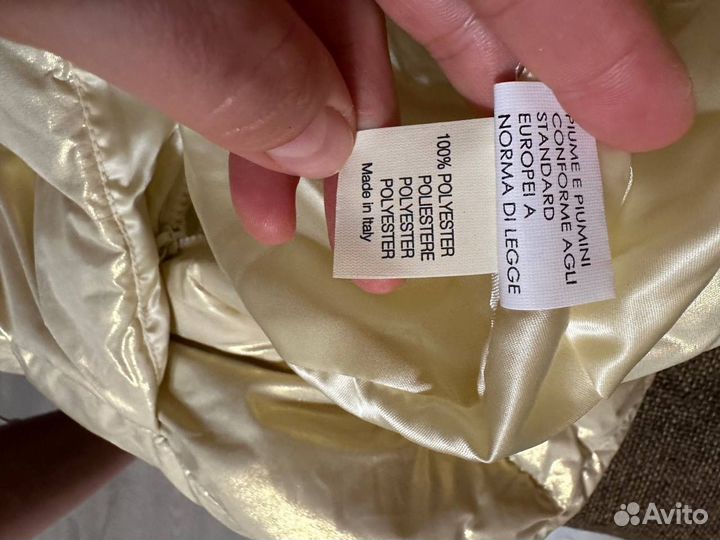 100% POLYESTER
POLIESTERE
POLYESTER
POLYESTER
Made in Italy
PIUME E PIUMINI
CONFORME AGLI
STANDARD
EUROPEI A
NORMA DI LEGGE
Avito